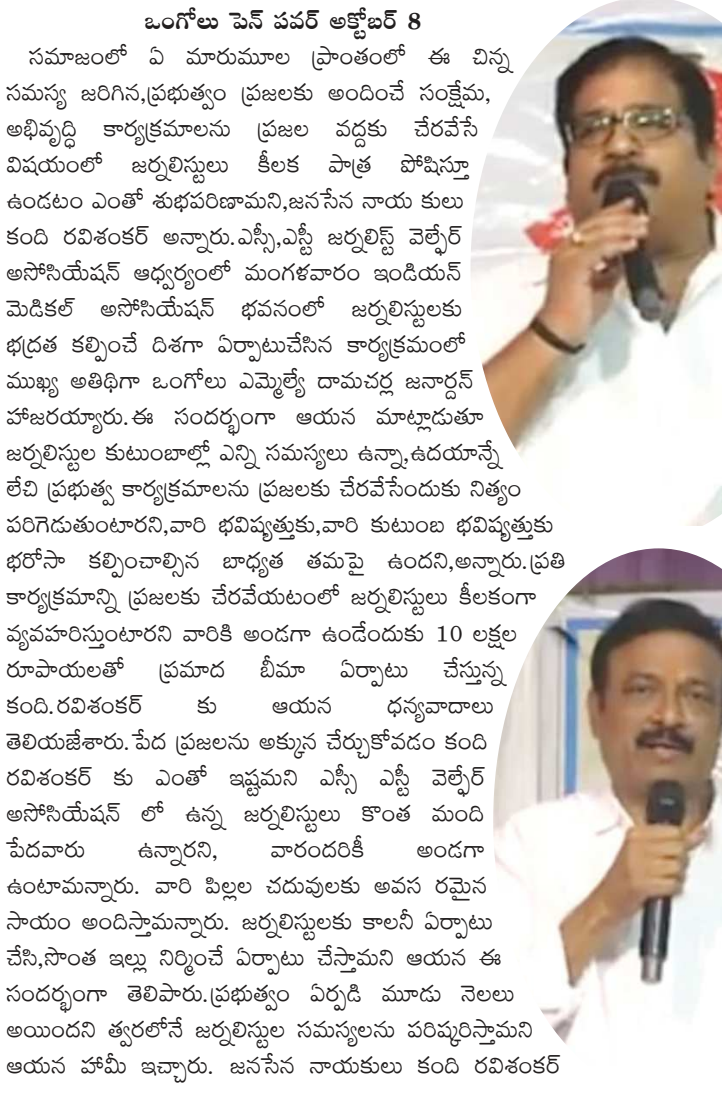 ఒంగోలు పెన్ పవర్ అక్టోబర్ 8
సమాజంలో ఏ మారుమూల ప్రాంతంలో ఈ చిన్న
సమస్య జరిగిన,ప్రభుత్వం ప్రజలకు అందించే సంక్షేమ,
అభివృద్ధి కార్యక్రమాలను ప్రజల వద్దకు చేరవేసే
విషయంలో జర్నలిస్టులు కీలక పాత్ర పోషిస్తూ
ఉండటం ఎంతో శుభపరిణామని,జనసేన నాయ కులు
కంది రవిశంకర్ అన్నారు.ఎస్సీ,ఎస్టీ జర్నలిస్ట్ వెల్ఫేర్
అసోసియేషన్ ఆధ్వర్యంలో మంగళవారం ఇండియన్
మెడికల్ అసోసియేషన్ భవనంలో జర్నలిస్టులకు
భద్రత కల్పించే దిశగా ఏర్పాటుచేసిన కార్యక్రమంలో
ముఖ్య అతిథిగా ఒంగోలు ఎమ్మెల్యే దామచర్ల జనార్దన్
హాజరయ్యారు.ఈ సందర్భంగా ఆయన మాట్లాడుతూ
జర్నలిస్టుల కుటుంబాల్లో ఎన్ని సమస్యలు ఉన్నా,ఉదయాన్నే
లేచి ప్రభుత్వ కార్యక్రమాలను ప్రజలకు చేరవేసేందుకు నిత్యం
పరిగెడుతుంటారని,వారి భవిష్యత్తుకు,వారి కుటుంబ భవిష్యత్తుకు
భరోసా కల్పించాల్సిన బాధ్యత తమపై ఉందని,అన్నారు.ప్రతి
కార్యక్రమాన్ని ప్రజలకు చేరవేయటంలో జర్నలిస్టులు కీలకంగా
వ్యవహరిస్తుంటారని వారికి అండగా ఉండేందుకు 10 లక్షల
రూపాయలతో ప్రమాద బీమా ఏర్పాటు చేస్తున్న
కంది.రవిశంకర్ కు ఆయన ధన్యవాదాలు
తెలియజేశారు.పేద ప్రజలను అక్కున చేర్చుకోవడం కంది
రవిశంకర్ కు ఎంతో ఇష్టమని ఎస్సీ ఎస్టీ వెల్ఫేర్
అసోసియేషన్ లో ఉన్న జర్నలిస్టులు కొంత మంది
పేదవారు ఉన్నారని, వారందరికీ అండగా
ఉంటామన్నారు. వారి పిల్లల చదువులకు అవస రమైన
సాయం అందిస్తామన్నారు. జర్నలిస్టులకు కాలనీ ఏర్పాటు
చేసి,సొంత ఇల్లు నిర్మించే ఏర్పాటు చేస్తామని ఆయన ఈ
సందర్భంగా తెలిపారు.ప్రభుత్వం ఏర్పడి మూడు నెలలు
అయిందని త్వరలోనే జర్నలిస్టుల సమస్యలను పరిష్కరిస్తామని
ఆయన హామీ ఇచ్చారు. జనసేన నాయకులు కంది రవిశంకర్